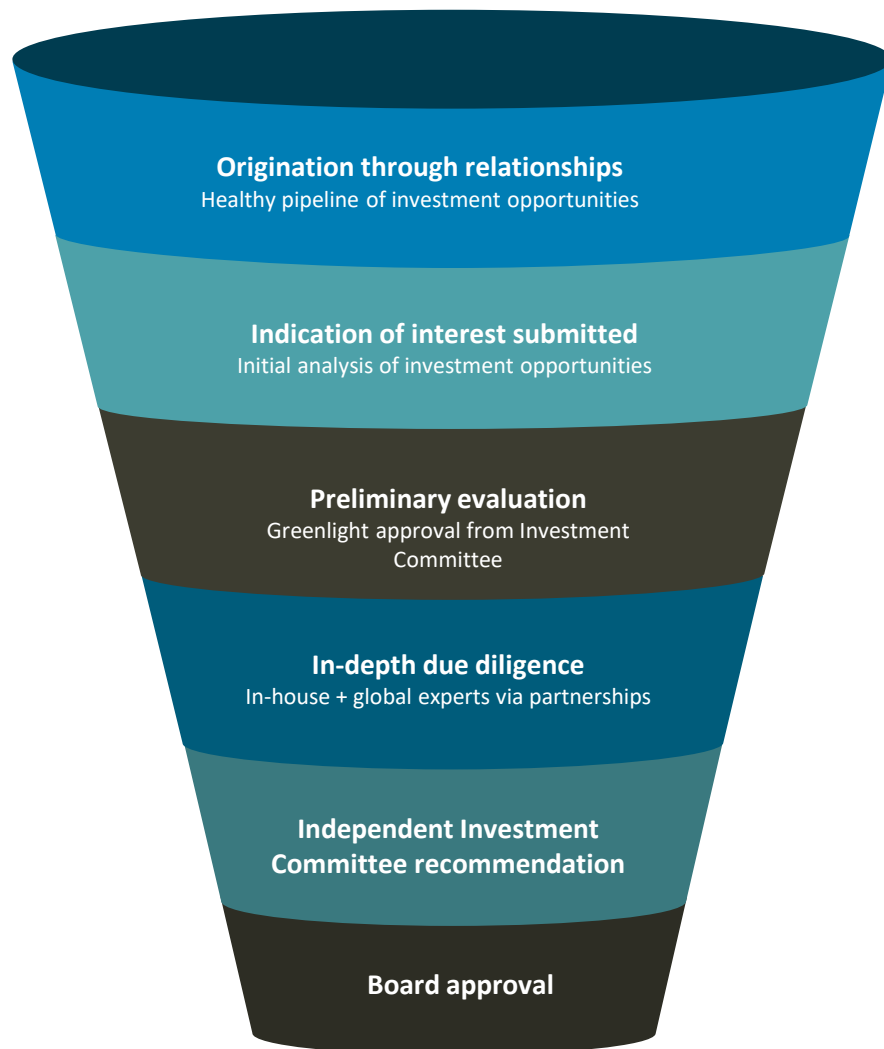 Origination through relationships
Healthy pipeline of investment opportunities
Indication of interest submitted
Initial analysis of investment opportunities
Preliminary evaluation
Greenlight approval from Investment
Committee
In-depth due diligence
In-house + global experts via partnerships
Independent Investment
Committee recommendation
Board approval